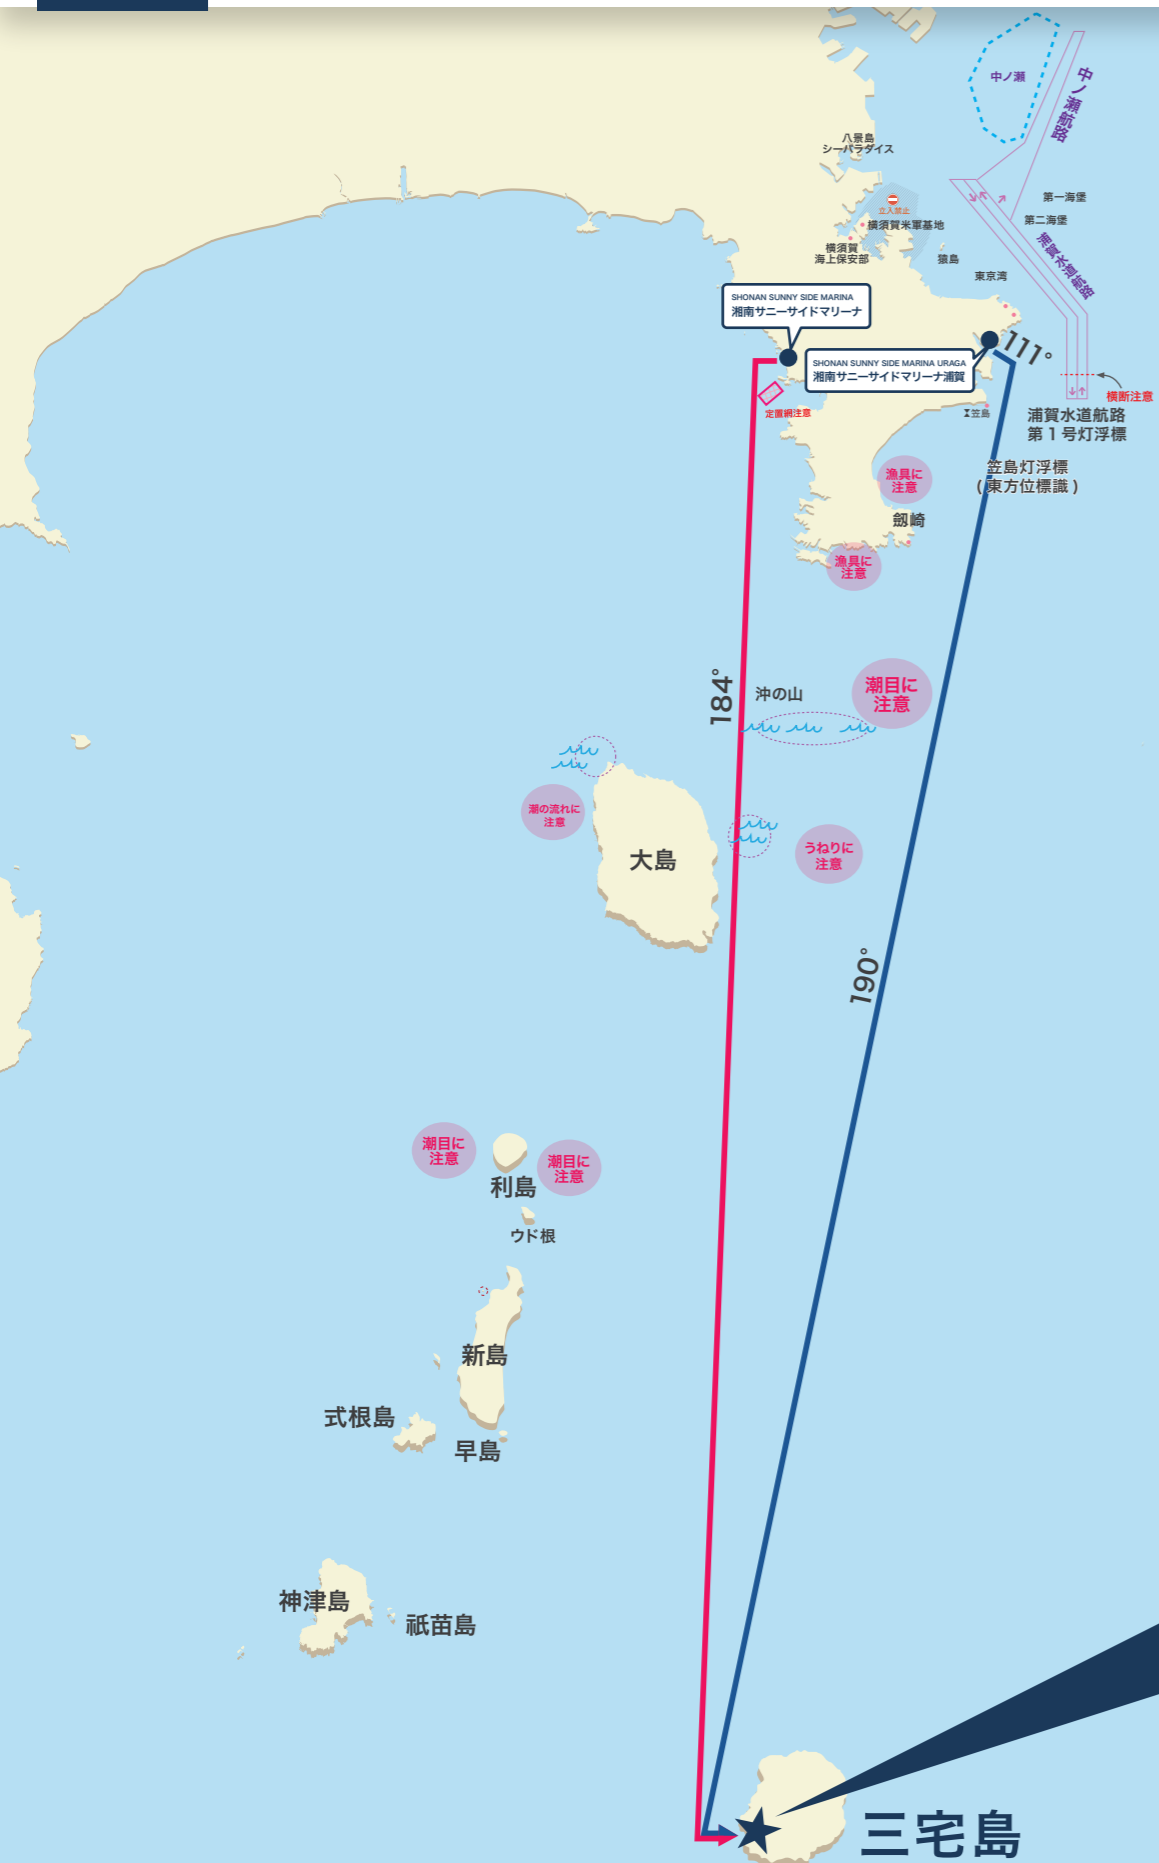 中ノ瀬
中ノ瀬航路
八景島
シーパラダイス
立入禁止
横須賀米軍基地
第一海堡
第二海堡
横須賀
海上保安部
猿島
浦賀水道航路
東京湾
SHONAN SUNNY SIDE MARINA
湘南サニーサイドマリーナ
SHONAN SUNNY SIDE MARINA URAGA
湘南サニーサイドマリーナ浦賀
111°
横断注意
定置網注意
笠島
浦賀水道航路
第1号灯浮標
笠島灯浮標
(東方位標識)
漁具に
注意
剱崎
漁具に
注意
184°
沖の山
潮目に
注意
潮の流れに
注意
大島
うねりに
注意
190°
潮目に
注意
潮目に
注意
利島
ウド根
新島
式根島
早島
神津島
祇苗島
三宅島